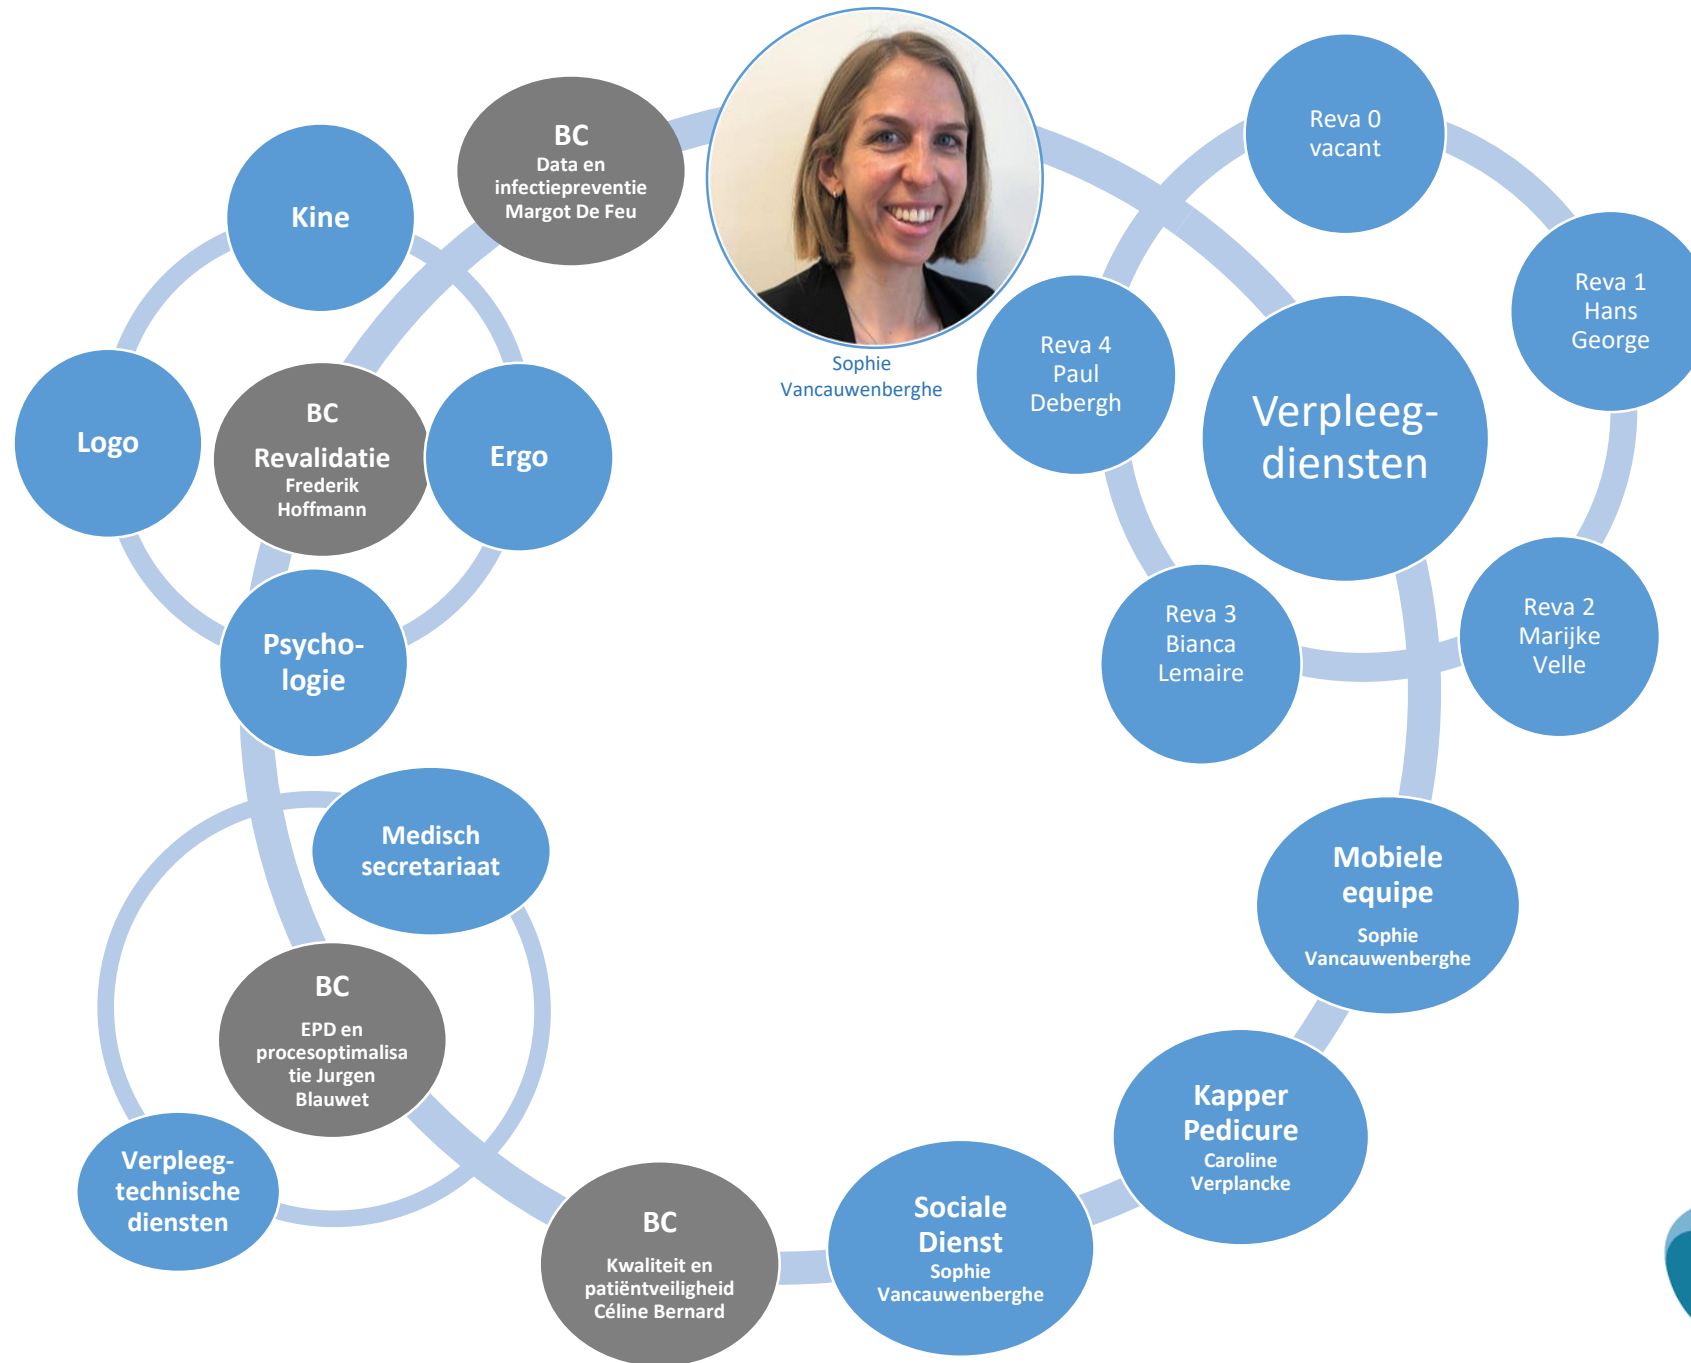 BC
Data en
infectiepreventie
Margot De Feu
Sophie
Vancauwenberghe
Reva 0
vacant
Reva 1
Hans
George
Reva 4
Paul
Debergh
Verpleeg-
diensten
Reva 3
Bianca
Lemaire
Reva 2
Marijke
Velle
Kine
Logo
BC
Revalidatie
Frederik
Hoffmann
Ergo
Psycho-
logie
Medisch
secretariaat
BC
EPD en
procesoptimalisa
tie Jurgen
Blauwet
Verpleeg-
technische
diensten
BC
Kwaliteit en
patiëntveiligheid
Céline Bernard
Sociale
Dienst
Sophie
Vancauwenberghe
Kapper
Pedicure
Caroline
Verplancke
Mobiele
equipe
Sophie
Vancauwenberghe